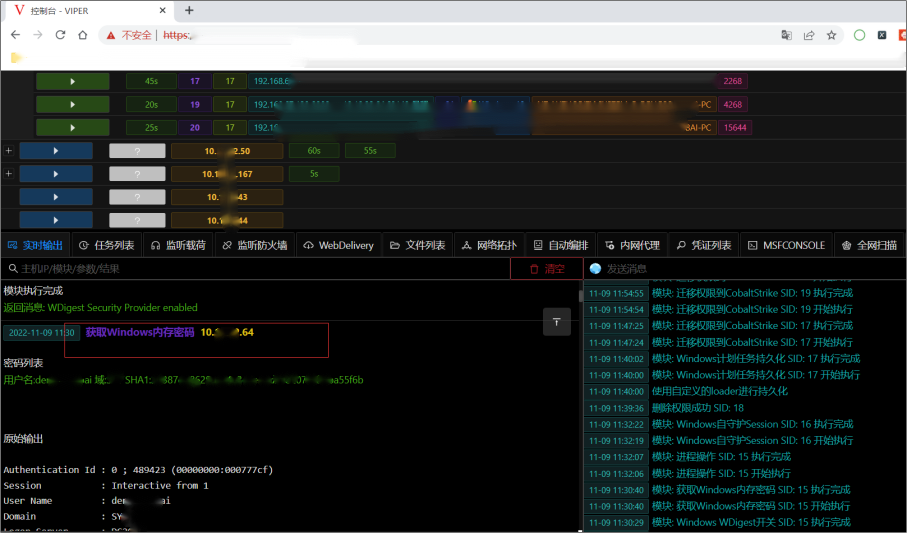 控制台 - VIPER
不安全 | https:
45s 17 17 192.168.6 2268
20s 19 17 192.16 -PC 4268
25s 20 17 192.1 BAI-PC 15644
+ ? 10. 2.50 60s 55s
+ ? 10.1 .167 5s
? 10. 43
? 10. 44
实时输出 任务列表 监听载荷 监听防火墙 WebDelivery 文件列表 网络拓扑 自动编排 内网代理 凭证列表 MSFCONSOLE 全网扫描
主机IP/模块/参数/结果 清空
模块执行完成
返回消息: WDigest Security Provider enabled
2022-11-09 11:30 获取Windows内存密码 10. .64
密码列表
用户名:de ai 域: SHA1: aa55f6b
原始输出
Authentication Id : 0 ; 489423 (00000000:000777cf)
Session : Interactive from 1
User Name : de ai
Domain : SY
发送消息
11-09 11:54:55 模块: 迁移权限到CobaltStrike SID: 19 执行完成
11-09 11:54:54 模块: 迁移权限到CobaltStrike SID: 19 开始执行
11-09 11:47:25 模块: 迁移权限到CobaltStrike SID: 17 执行完成
11-09 11:47:24 模块: 迁移权限到CobaltStrike SID: 17 开始执行
11-09 11:40:02 模块: Windows计划任务持久化 SID: 17 执行完成
11-09 11:40:00 模块: Windows计划任务持久化 SID: 17 开始执行
11-09 11:40:00 使用自定义的loader进行持久化
11-09 11:39:36 删除权限成功 SID: 18
11-09 11:32:22 模块: Windows自守护Session SID: 16 执行完成
11-09 11:32:19 模块: Windows自守护Session SID: 16 开始执行
11-09 11:32:07 模块: 进程操作 SID: 15 执行完成
11-09 11:32:06 模块: 进程操作 SID: 15 开始执行
11-09 11:30:40 模块: 获取Windows内存密码 SID: 15 执行完成
11-09 11:30:40 模块: 获取Windows内存密码 SID: 15 开始执行
11-09 11:30:29 模块: Windows WDigest开关 SID: 15 执行完成